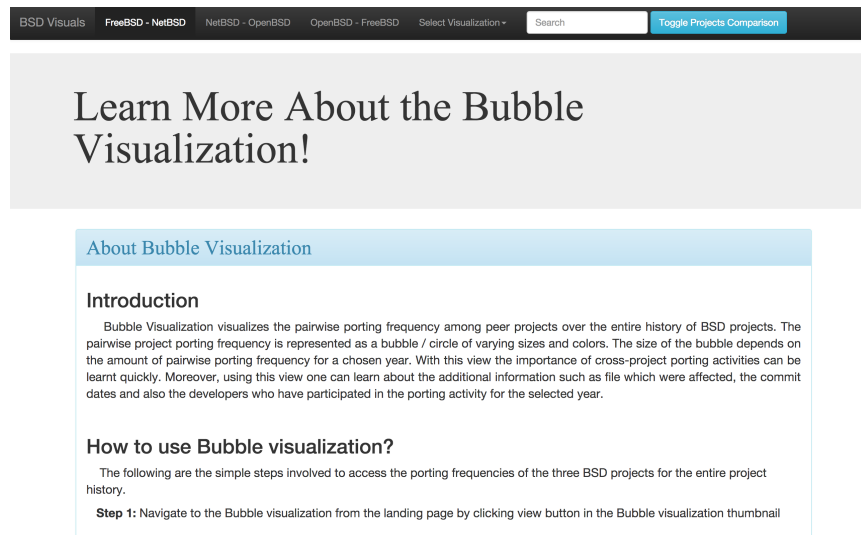 BSD Visuals FreeBSD - NetBSD NetBSD - OpenBSD OpenBSD - FreeBSD Select Visualization Search Toggle Projects Comparison
Learn More About the Bubble
Visualization!
About Bubble Visualization
Introduction
Bubble Visualization visualizes the pairwise porting frequency among peer projects over the entire history of BSD projects. The
pairwise project porting frequency is represented as a bubble / circle of varying sizes and colors. The size of the bubble depends on
the amount of pairwise porting frequency for a chosen year. With this view the importance of cross-project porting activities can be
learnt quickly. Moreover, using this view one can learn about the additional information such as file which were affected, the commit
dates and also the developers who have participated in the porting activity for the selected year.
How to use Bubble visualization?
The following are the simple steps involved to access the porting frequencies of the three BSD projects for the entire project
history.
Step 1: Navigate to the Bubble visualization from the landing page by clicking view button in the Bubble visualization thumbnail